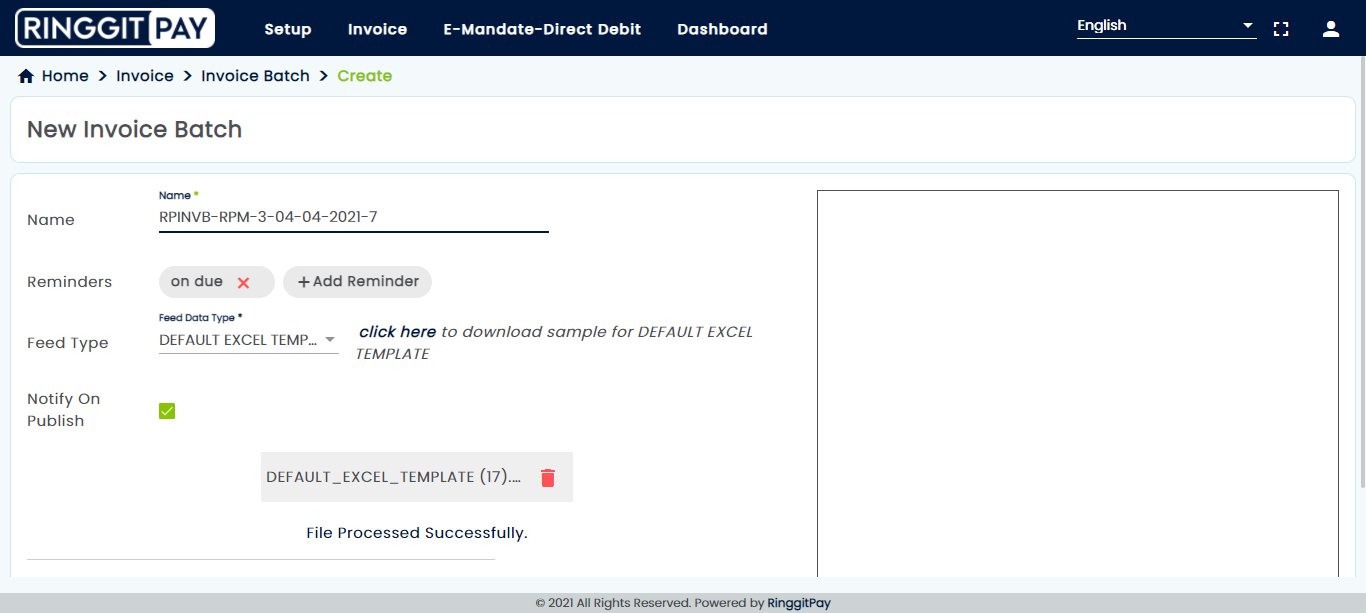 RINGGIT PAY Setup Invoice E-Mandate-Direct Debit Dashboard English
Home > Invoice > Invoice Batch > Create
New Invoice Batch
Name *
Name RPINVB-RPM-3-04-04-2021-7
Reminders on due + Add Reminder
Feed Data Type *
Feed Type DEFAULT EXCEL TEMP... click here to download sample for DEFAULT EXCEL
TEMPLATE
Notify On
Publish
DEFAULT_EXCEL_TEMPLATE (17)....
File Processed Successfully.
© 2021 All Rights Reserved. Powered by RinggitPay